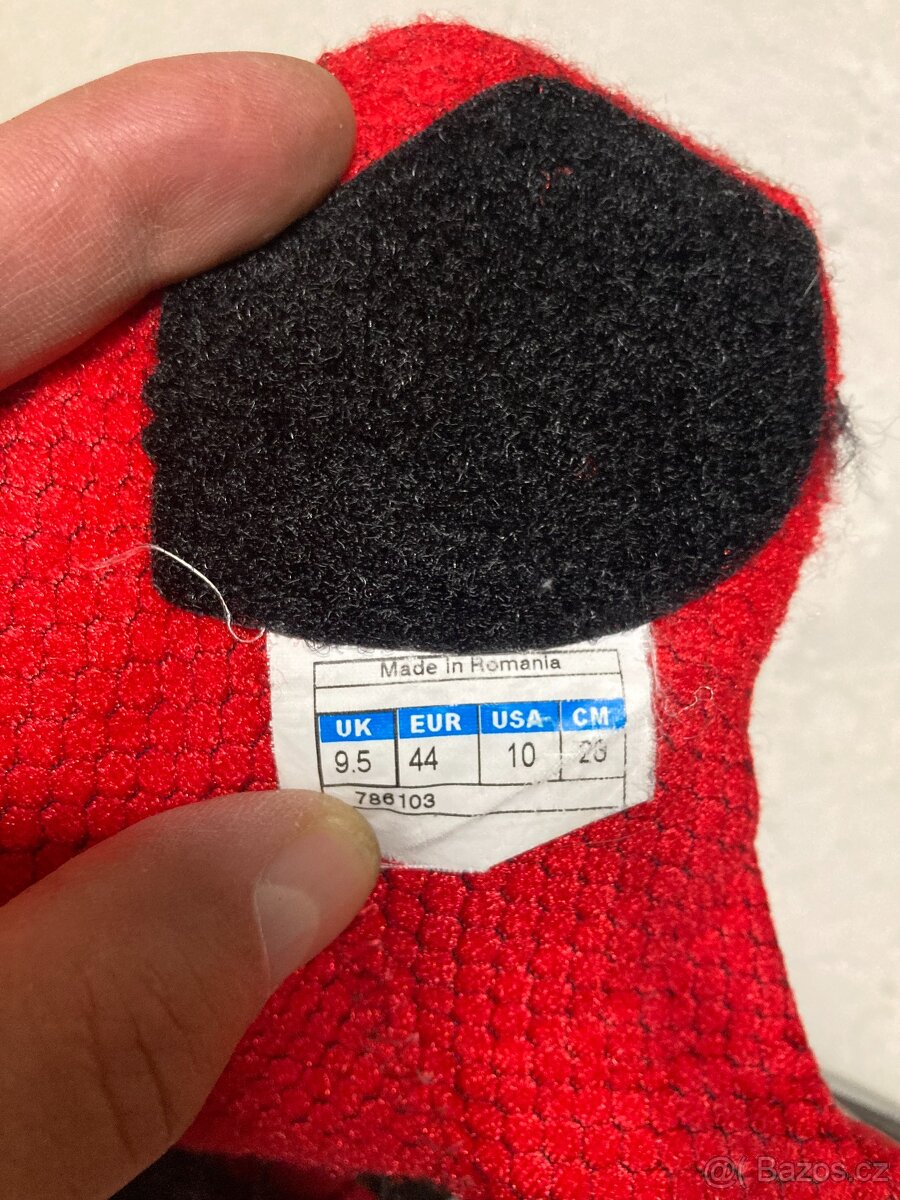 Made in Romania
UK EUR USA CM
9.5 44 10 28
786103
Bazos.cz